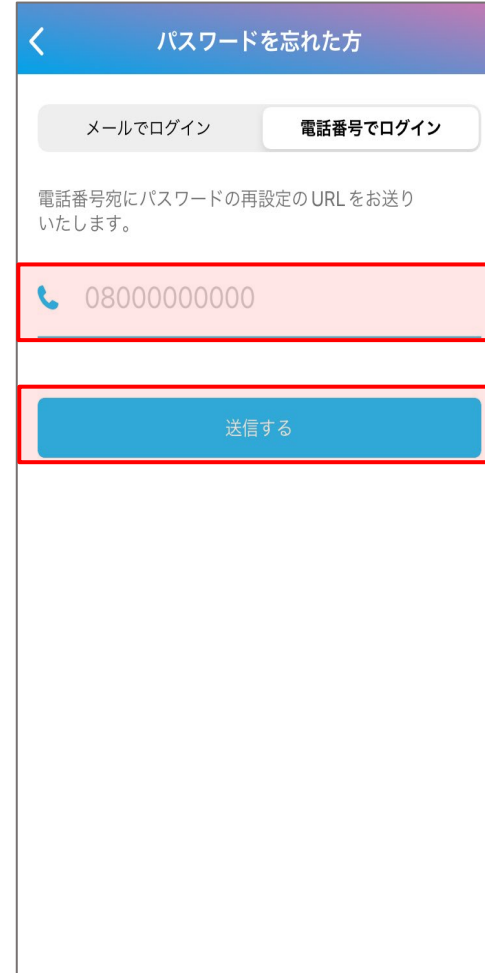 パスワードを忘れた方
メールでログイン 電話番号でログイン
電話番号宛にパスワードの再設定のURLをお送り
いたします。
08000000000
送信する